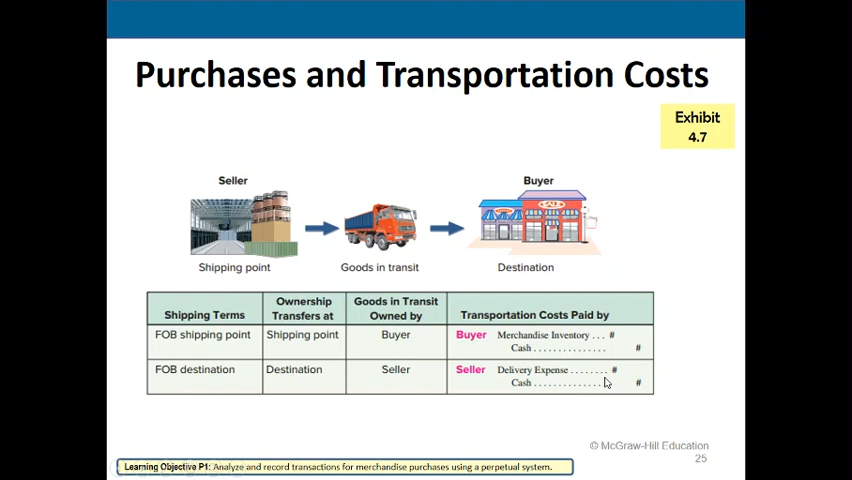 Purchases and Transportation Costs
Exhibit
4.7
Seller
Buyer
SALE
Shipping point
Goods in transit
Destination
Shipping Terms
Ownership
Transfers at
Goods in Transit
Owned by
Transportation Costs Paid by
FOB shipping point
Shipping point
Buyer
Buyer Merchandise Inventory . . . #
Cash . . . . . . . . . . . . . . . #
FOB destination
Destination
Seller
Seller Delivery Expense . . . . . . . . #
Cash . . . . . . . . . . . . . . . #
© McGraw-Hill Education
25
Learning Objective P1: Analyze and record transactions for merchandise purchases using a perpetual system.